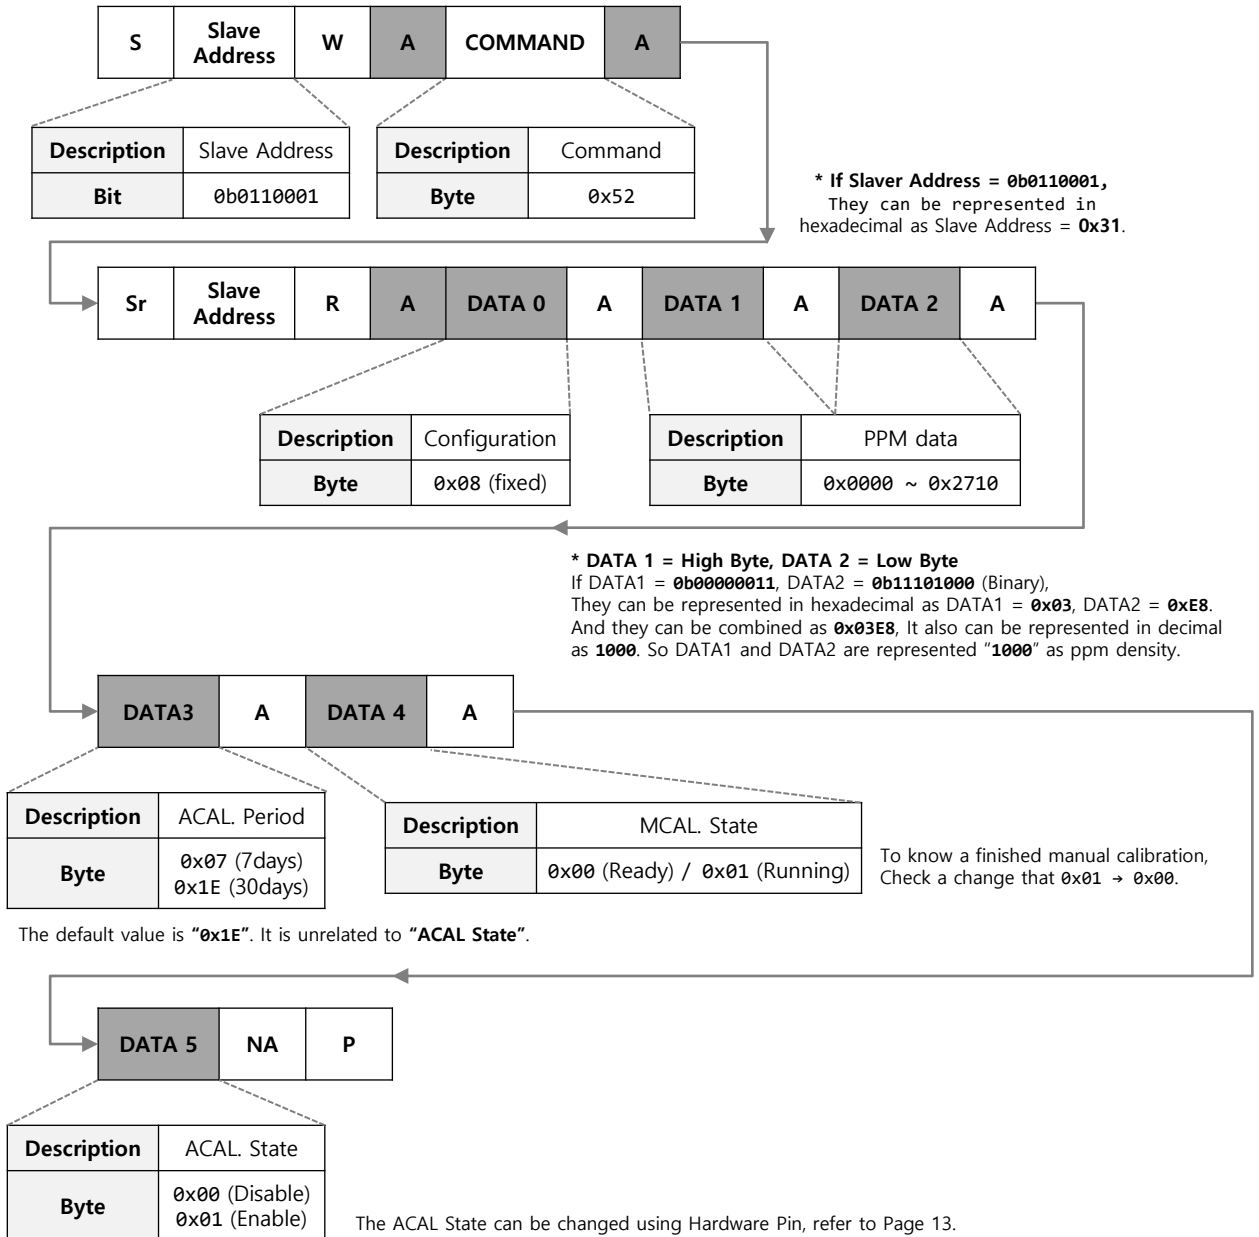 S Slave Address W A COMMAND A
Description Slave Address
Bit 0b0110001
Description Command
Byte 0x52
* If Slaver Address = 0b0110001,
They can be represented in
hexadecimal as Slave Address = 0x31.
Sr Slave Address R A DATA 0 A DATA 1 A DATA 2 A
Description Configuration
Byte 0x08 (fixed)
Description PPM data
Byte 0x0000 ~ 0x2710
* DATA 1 = High Byte, DATA 2 = Low Byte
If DATA1 = 0b00000011, DATA2 = 0b11101000 (Binary),
They can be represented in hexadecimal as DATA1 = 0x03, DATA2 = 0xE8.
And they can be combined as 0x03E8, It also can be represented in decimal
as 1000. So DATA1 and DATA2 are represented “1000” as ppm density.
DATA3 A DATA 4 A
Description ACAL. Period
Byte 0x07 (7days)
0x1E (30days)
Description MCAL. State
Byte 0x00 (Ready) / 0x01 (Running)
To know a finished manual calibration,
Check a change that 0x01 → 0x00.
The default value is “0x1E”. It is unrelated to “ACAL State”.
DATA 5 NA P
Description ACAL. State
Byte 0x00 (Disable)
0x01 (Enable)
The ACAL State can be changed using Hardware Pin, refer to Page 13.